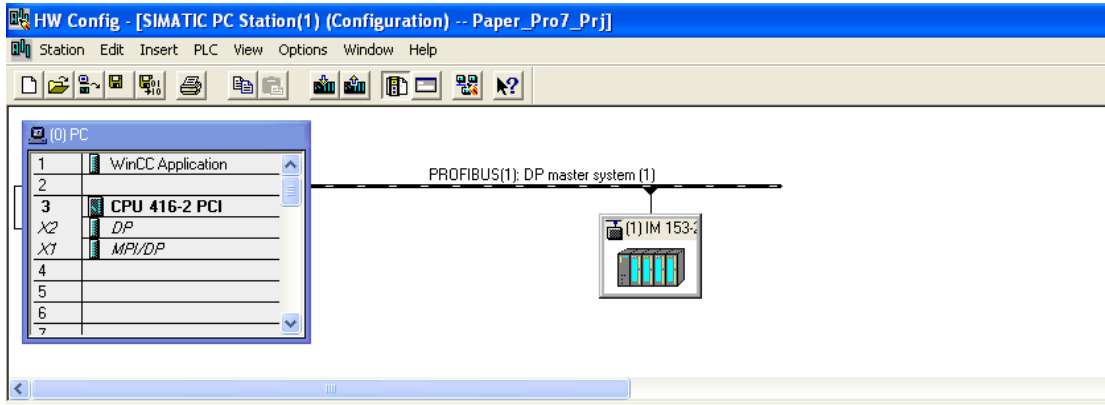 HW Config - [SIMATIC PC Station(1) (Configuration) -- Paper_Pro7_Prj]
Station Edit Insert PLC View Options Window Help
(0) PC
1 WinCC Application
2
3 CPU 416-2 PCI
X2 DP
X1 MPI/DP
4
5
6
7
PROFIBUS(1): DP master system (1)
(1) IM 153-2